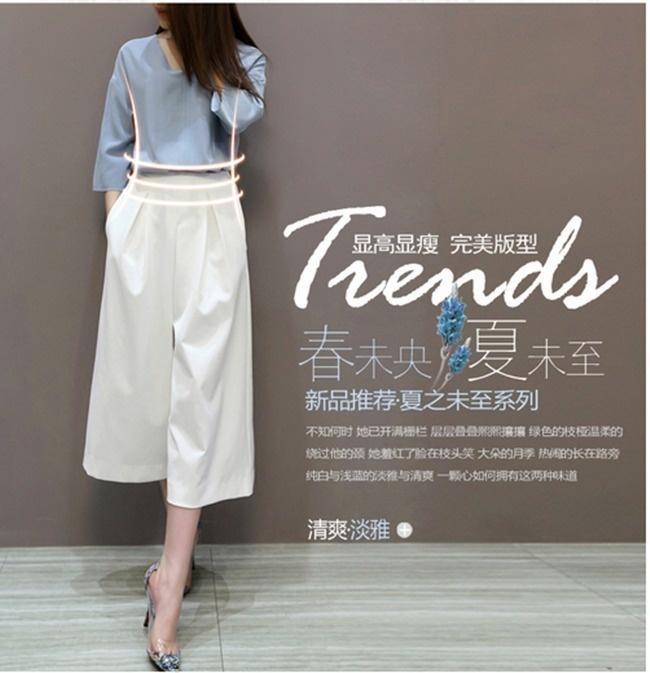 显高显瘦 完美版型
Trends
春未央 夏未至
新品推荐·夏之未至系列
不知何时 她已开满栅栏 层层叠叠熙熙攘攘 绿色的枝桠温柔的
绕过他的颈 她羞红了脸在枝头笑 大朵的月季 热闹的长在路旁
纯白与浅蓝的淡雅与清爽 一颗心如何拥有这两种味道
清爽·淡雅 +